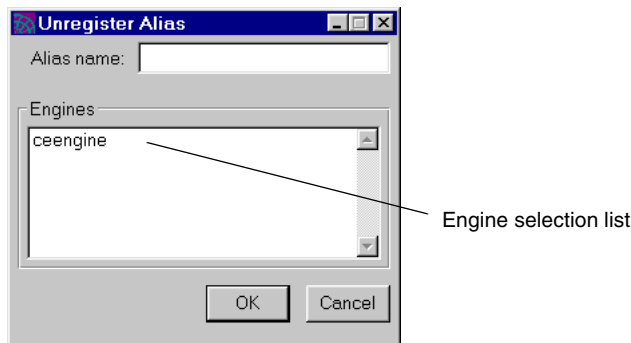 Unregister Alias
Alias name:
Engines
ceengine
Engine selection list
OK
Cancel